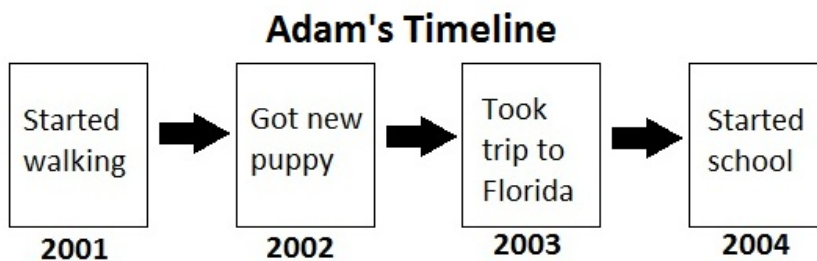 Adam's Timeline
Started
walking
Got new
puppy
Took
trip to
Florida
Started
school
2001
2002
2003
2004